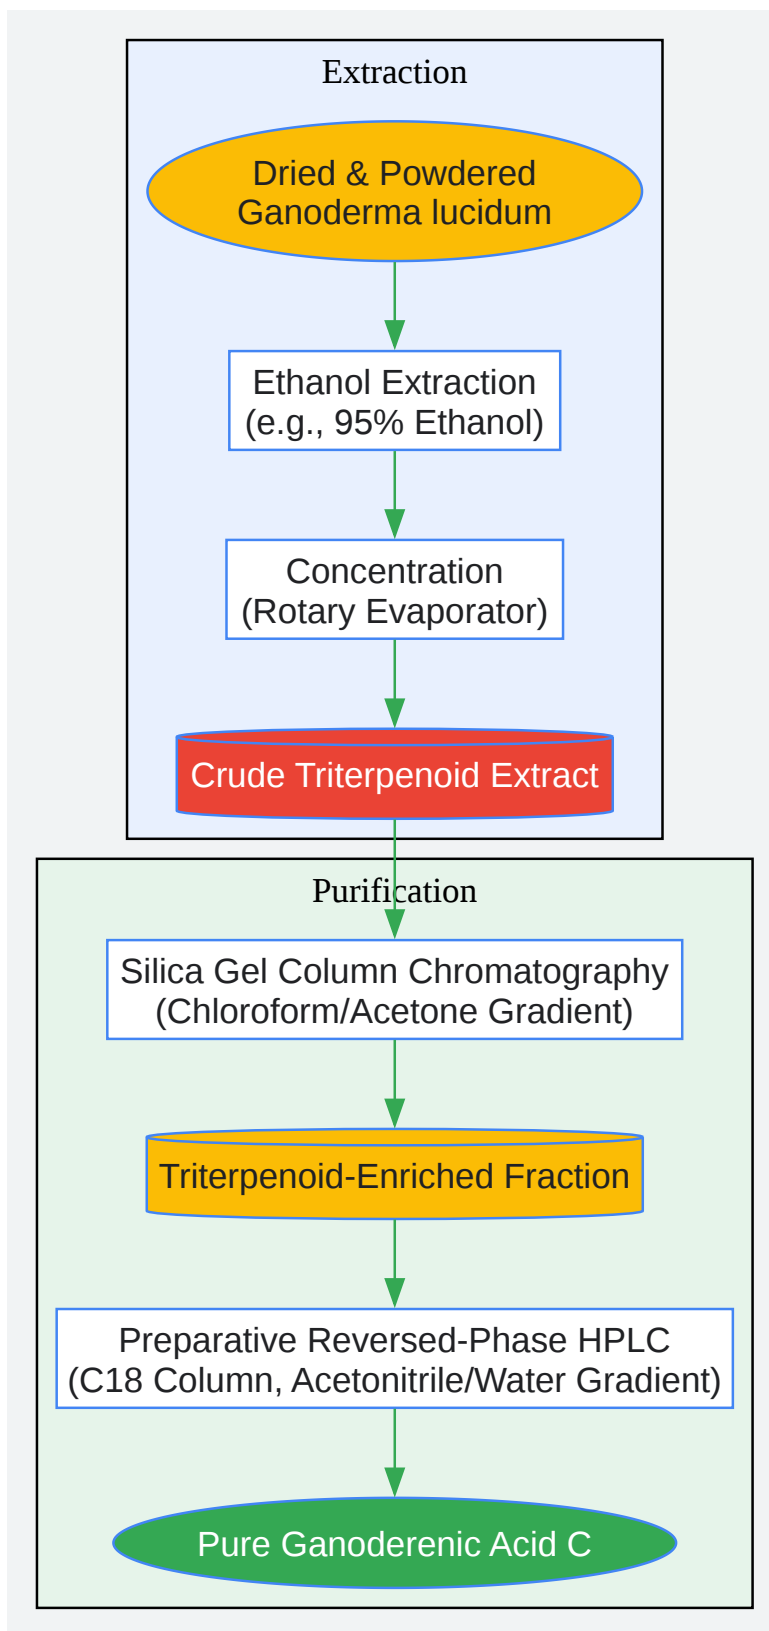 Extraction
Dried & Powdered
Ganoderma lucidum
Ethanol Extraction
(e.g., 95% Ethanol)
Concentration
(Rotary Evaporator)
Crude Triterpenoid Extract
Purification
Silica Gel Column Chromatography
(Chloroform/Acetone Gradient)
Triterpenoid-Enriched Fraction
Preparative Reversed-Phase HPLC
(C18 Column, Acetonitrile/Water Gradient)
Pure Ganoderenic Acid C